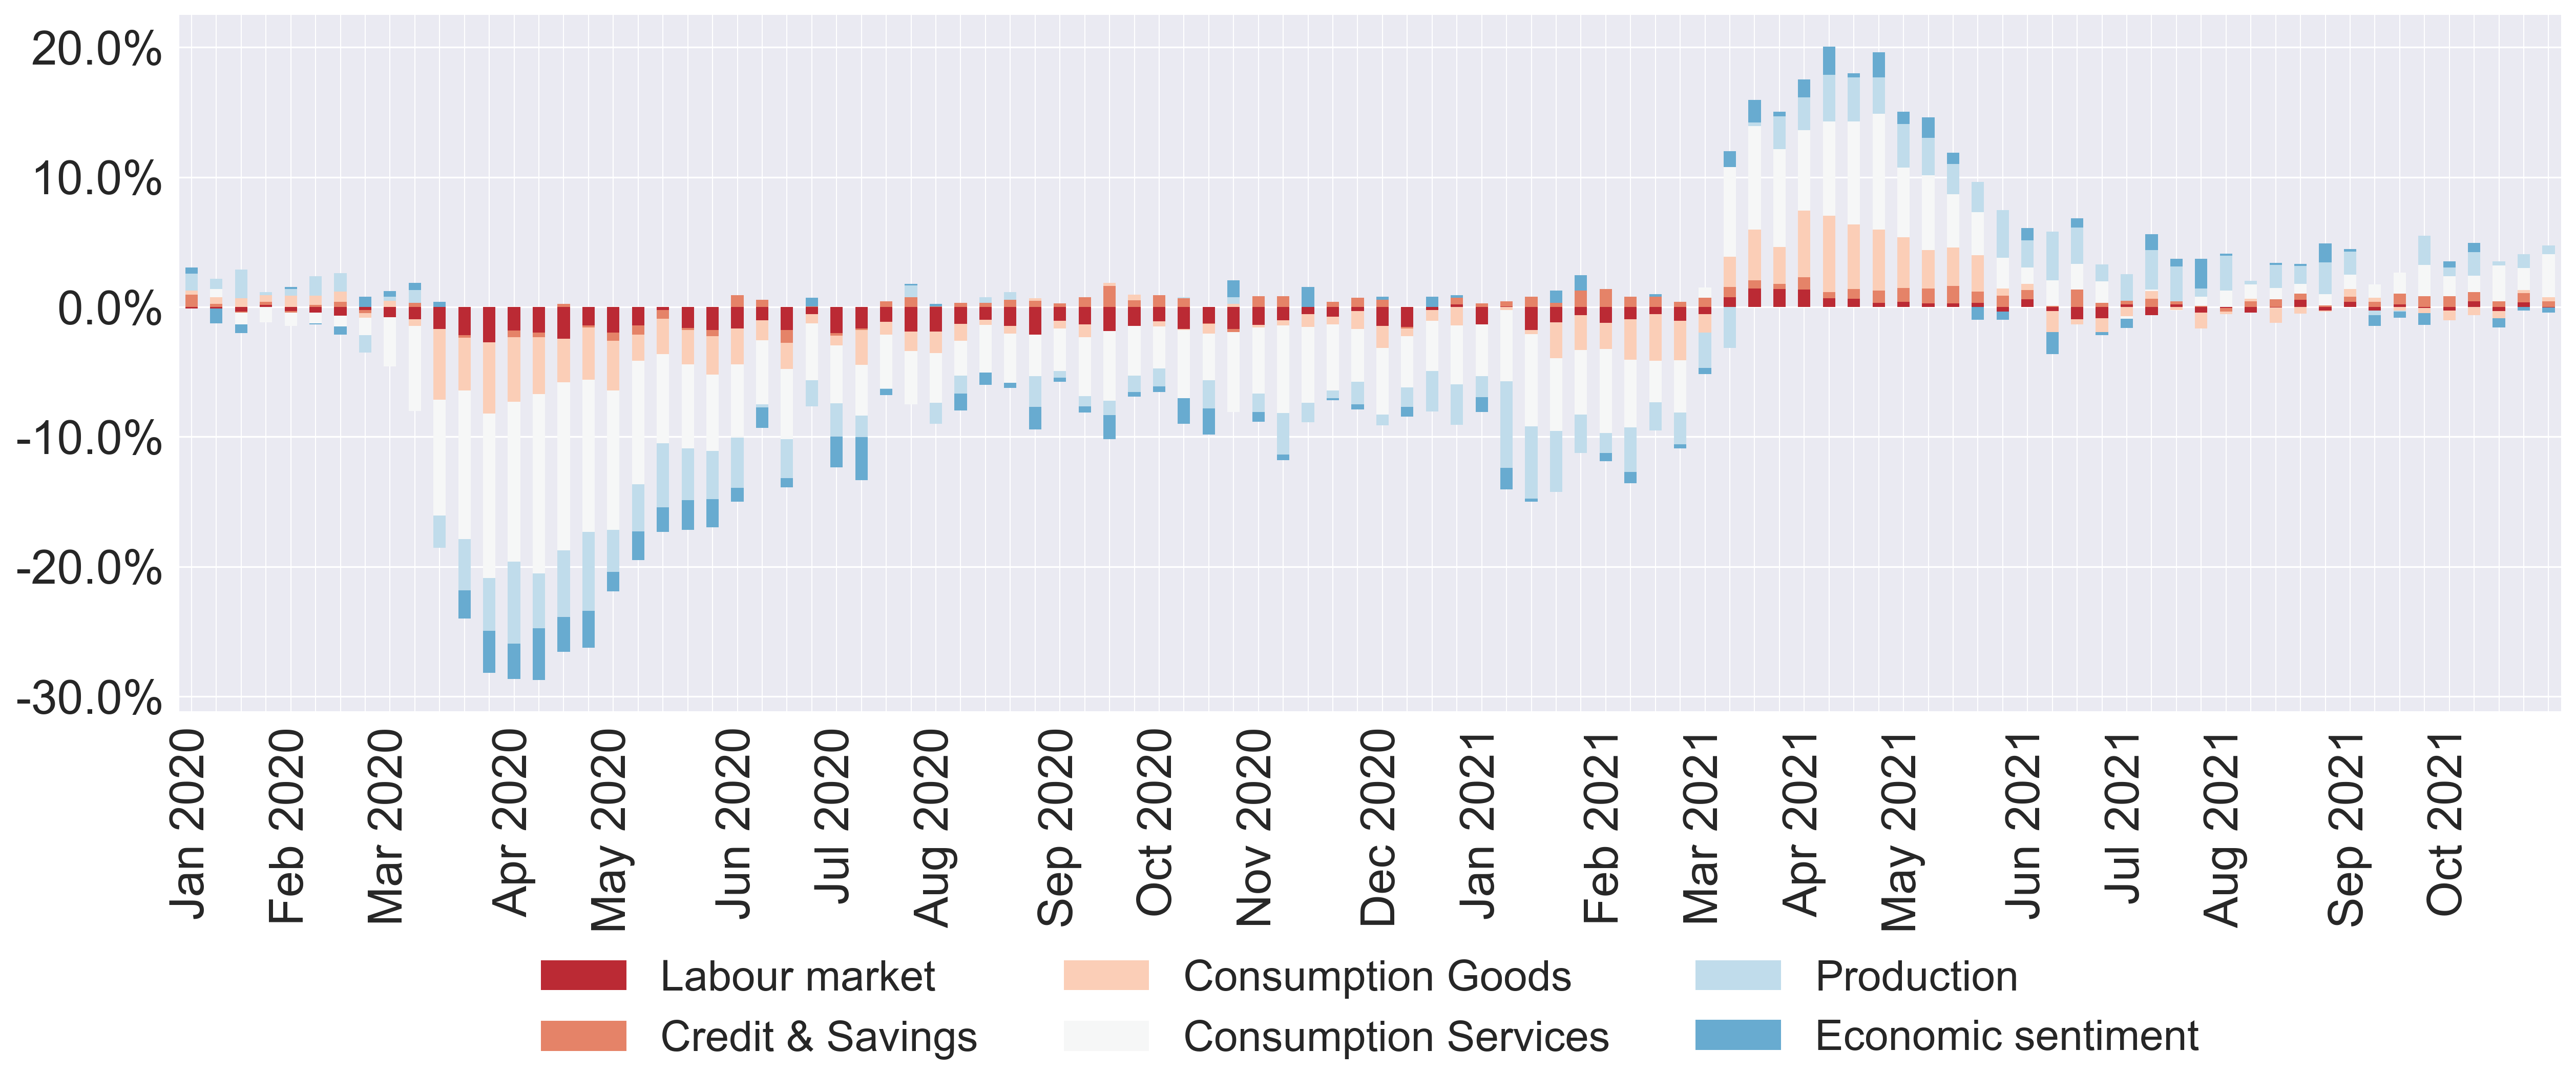 20.0%
10.0%
0.0%
-10.0%
-20.0%
-30.0%
Jan 2020
Feb 2020
Mar 2020
Apr 2020
May 2020
Jun 2020
Jul 2020
Aug 2020
Sep 2020
Oct 2020
Nov 2020
Dec 2020
Jan 2021
Feb 2021
Mar 2021
Apr 2021
May 2021
Jun 2021
Jul 2021
Aug 2021
Sep 2021
Oct 2021
Labour market
Credit & Savings
Consumption Goods
Consumption Services
Production
Economic sentiment